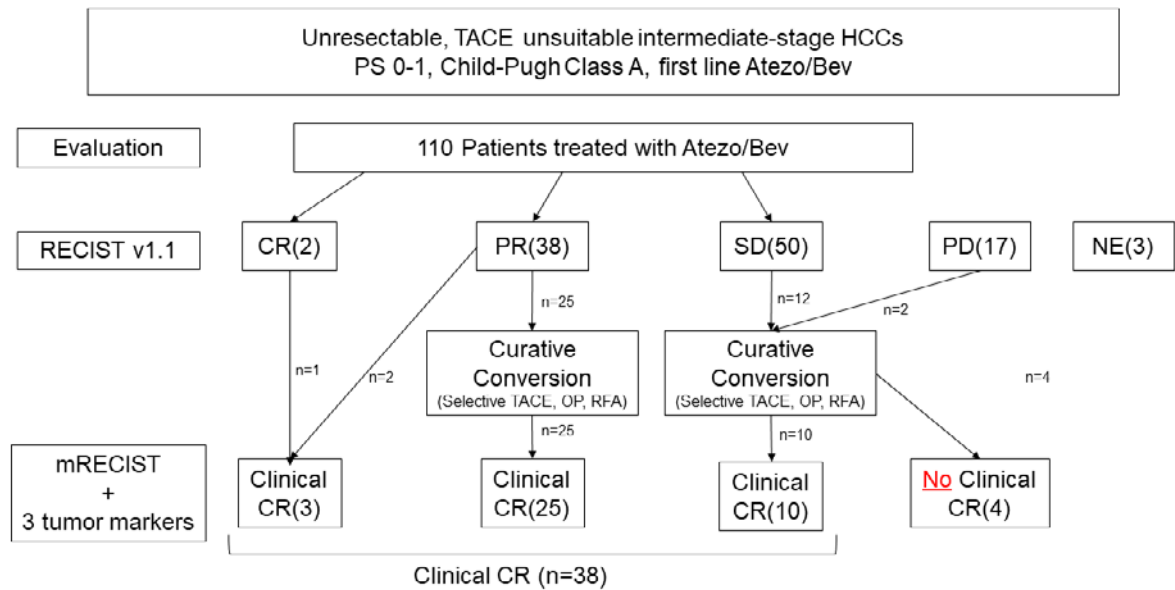 Unresectable, TACE unsuitable intermediate-stage HCCs
PS 0-1, Child-Pugh Class A, first line Atezo/Bev
Evaluation
110 Patients treated with Atezo/Bev
RECIST v1.1
CR(2)
PR(38)
SD(50)
PD(17)
NE(3)
n=25
n=12
n=2
Curative
Conversion
(Selective TACE, OP, RFA)
Curative
Conversion
(Selective TACE, OP, RFA)
n=1
n=2
n=4
n=25
n=10
mRECIST
+
3 tumor markers
Clinical
CR(3)
Clinical
CR(25)
Clinical
CR(10)
No Clinical
CR(4)
Clinical CR (n=38)